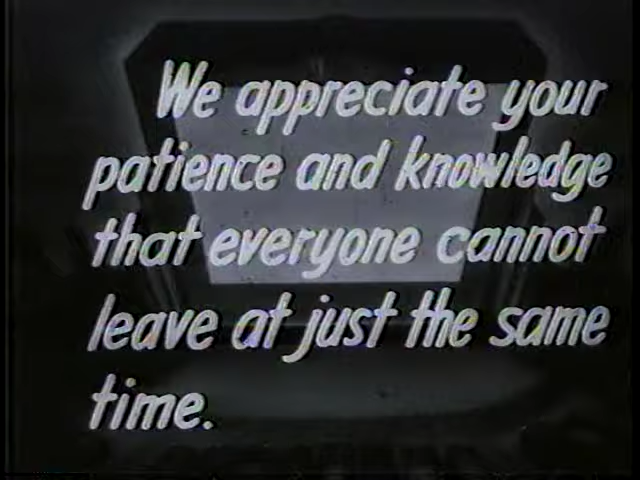 We appreciate your
patience and knowledge
that everyone cannot
leave at just the same
time.